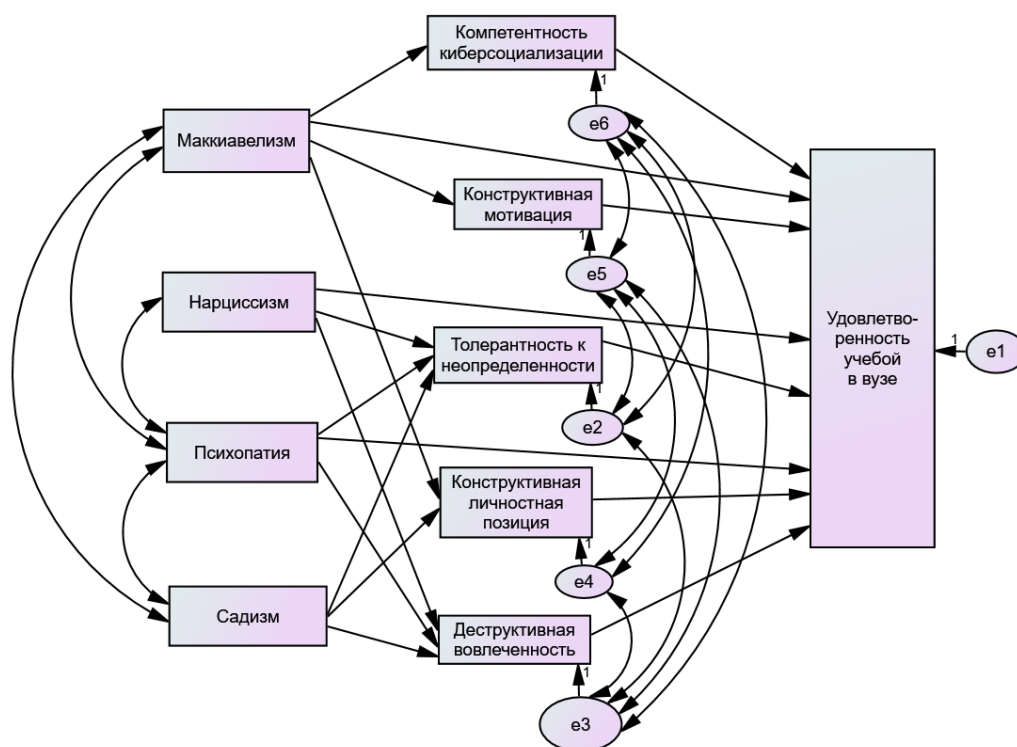 Компетентность
киберсоциализации
1
e6
Маккиавелизм
Конструктивная
мотивация
1
e5
Нарциссизм
Толерантность к
неопределенности
1
e2
Удовлетво-
ренность
учебой
в вузе
1
e1
Психопатия
Конструктивная
личностная
позиция
1
e4
Садизм
Деструктивная
вовлеченность
1
e3